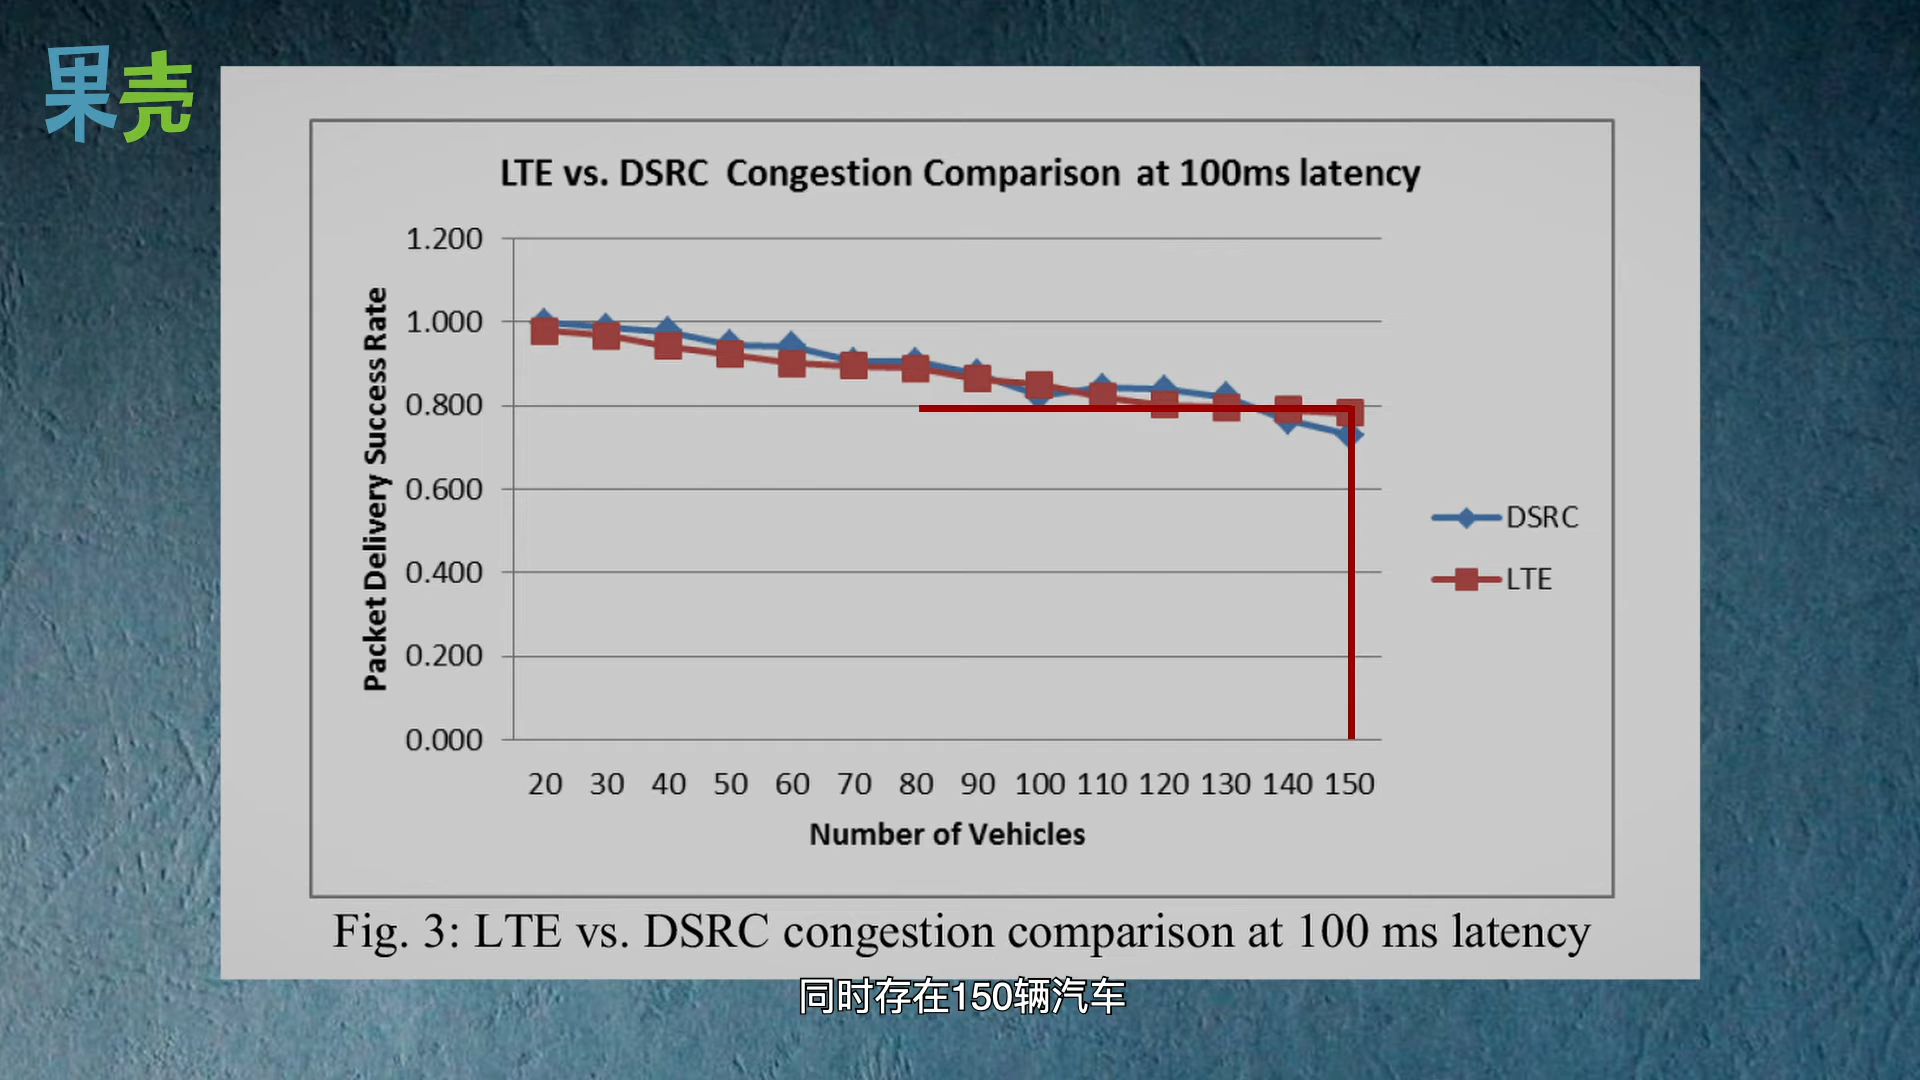 果壳
LTE vs. DSRC Congestion Comparison at 100ms latency
Packet Delivery Success Rate
1.200
1.000
0.800
0.600
0.400
0.200
0.000
20 30 40 50 60 70 80 90 100 110 120 130 140 150
Number of Vehicles
DSRC
LTE
Fig. 3: LTE vs. DSRC congestion comparison at 100 ms latency
同时存在150辆汽车